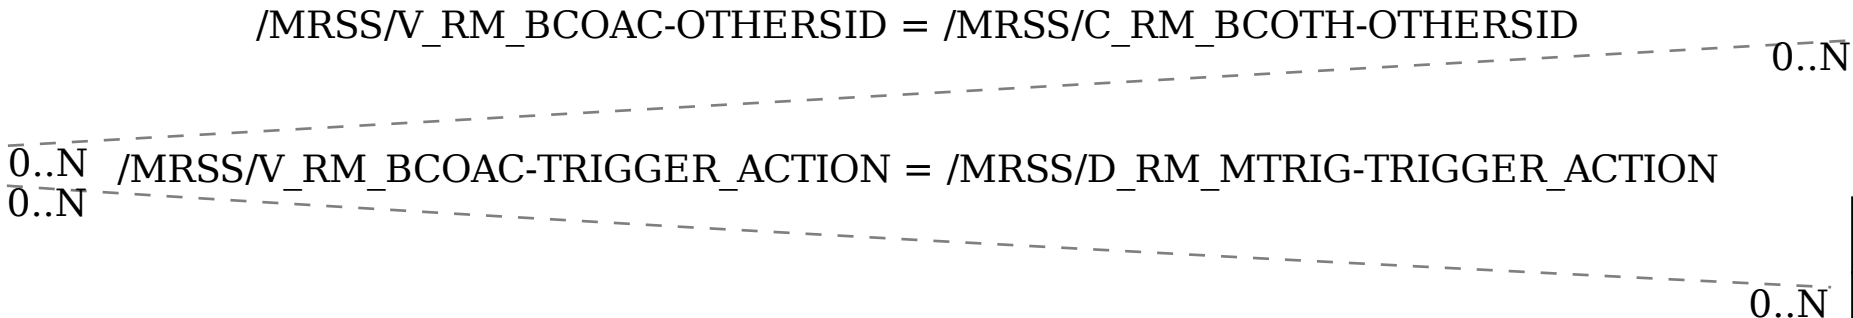 /MRSS/V_RM_BCOAC-OTHERSID = /MRSS/C_RM_BCOTH-OTHERSID
0..N
0..N
/MRSS/V_RM_BCOAC-TRIGGER_ACTION = /MRSS/D_RM_MTRIG-TRIGGER_ACTION
0..N
0..N